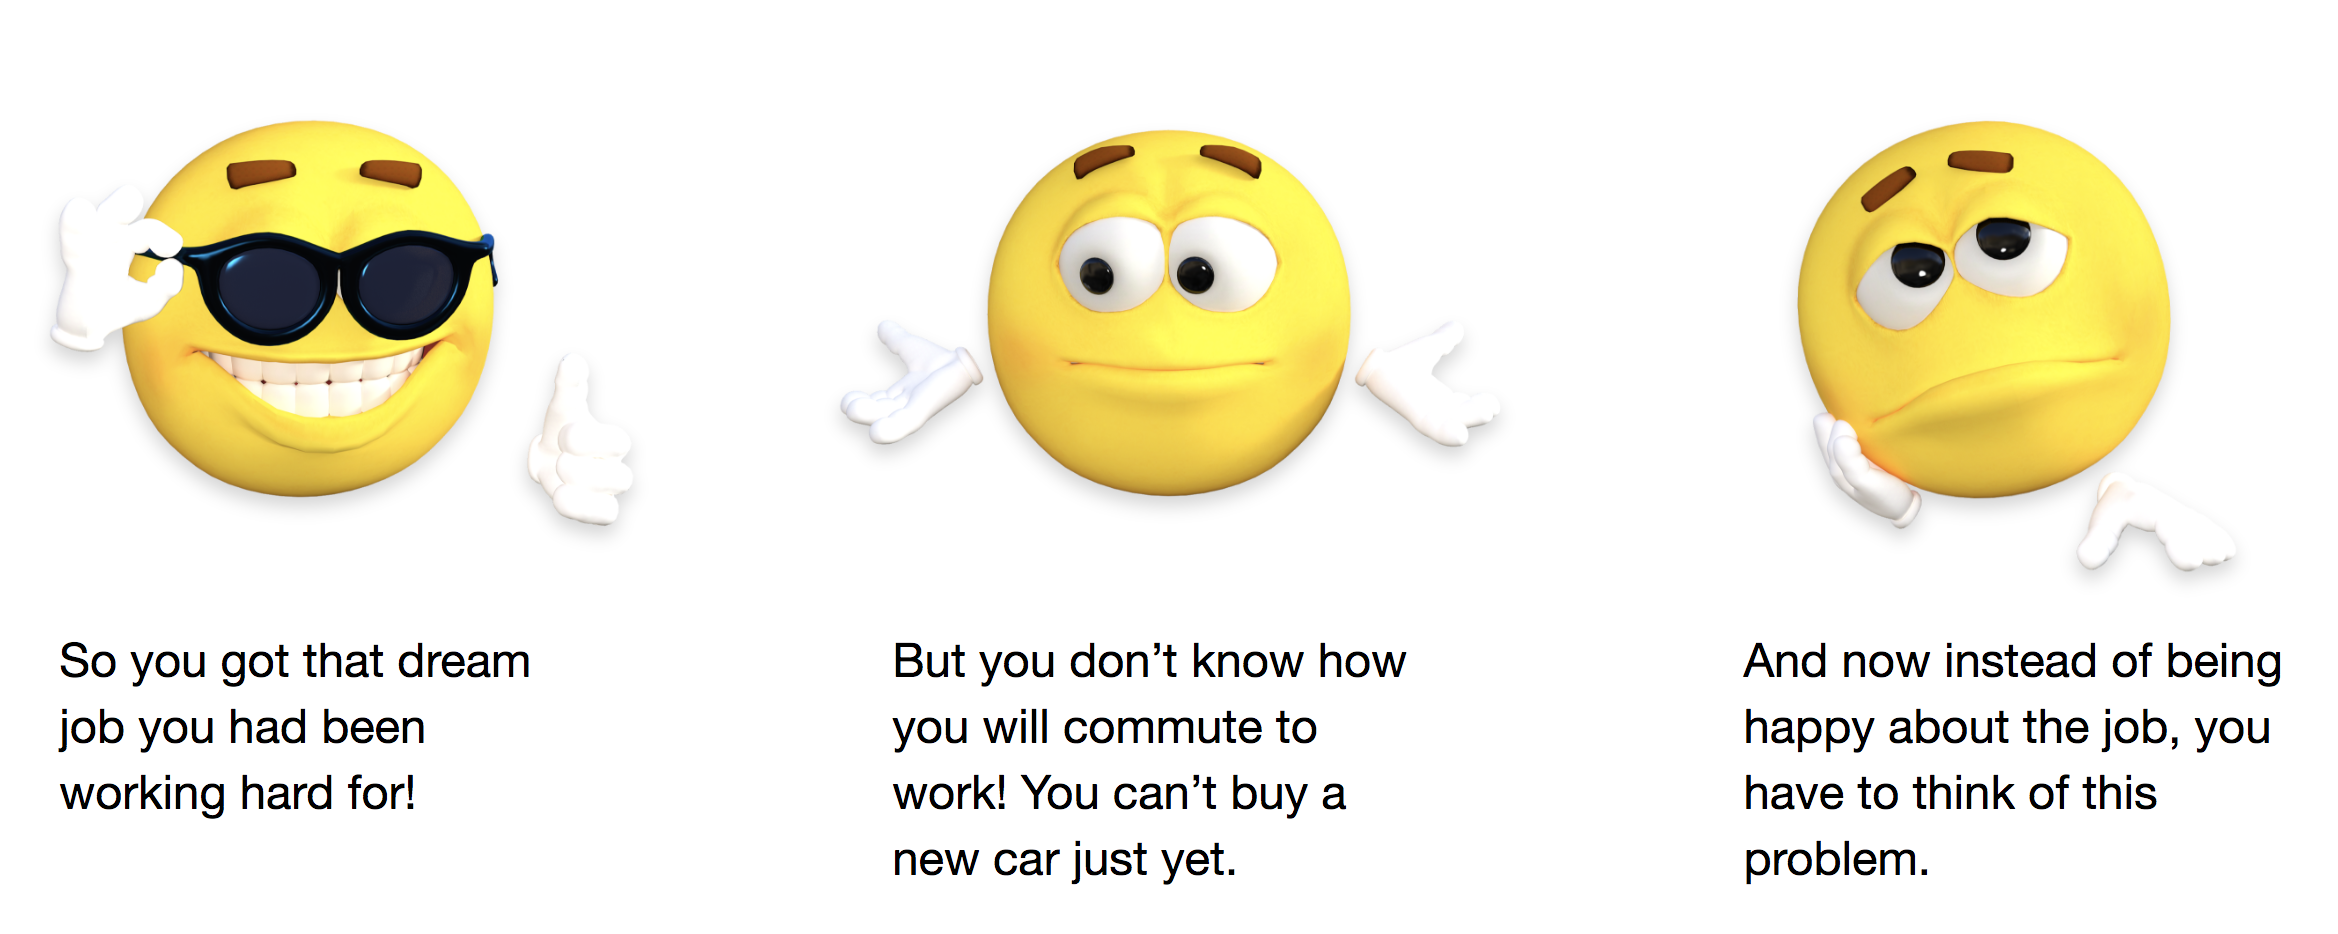 So you got that dream
job you had been
working hard for!
But you don’t know how
you will commute to
work! You can’t buy a
new car just yet.
And now instead of being
happy about the job, you
have to think of this
problem.